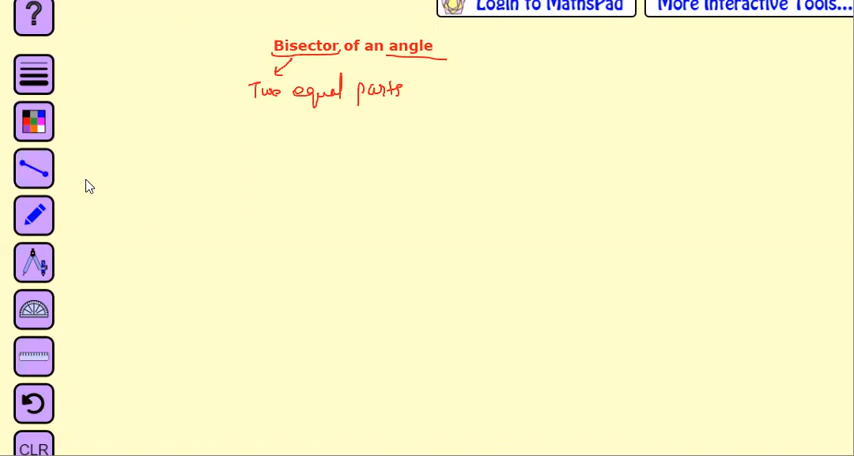 ?
Login to MathsPad
More Interactive Tools...
Bisector of an angle
Two equal parts
CLR